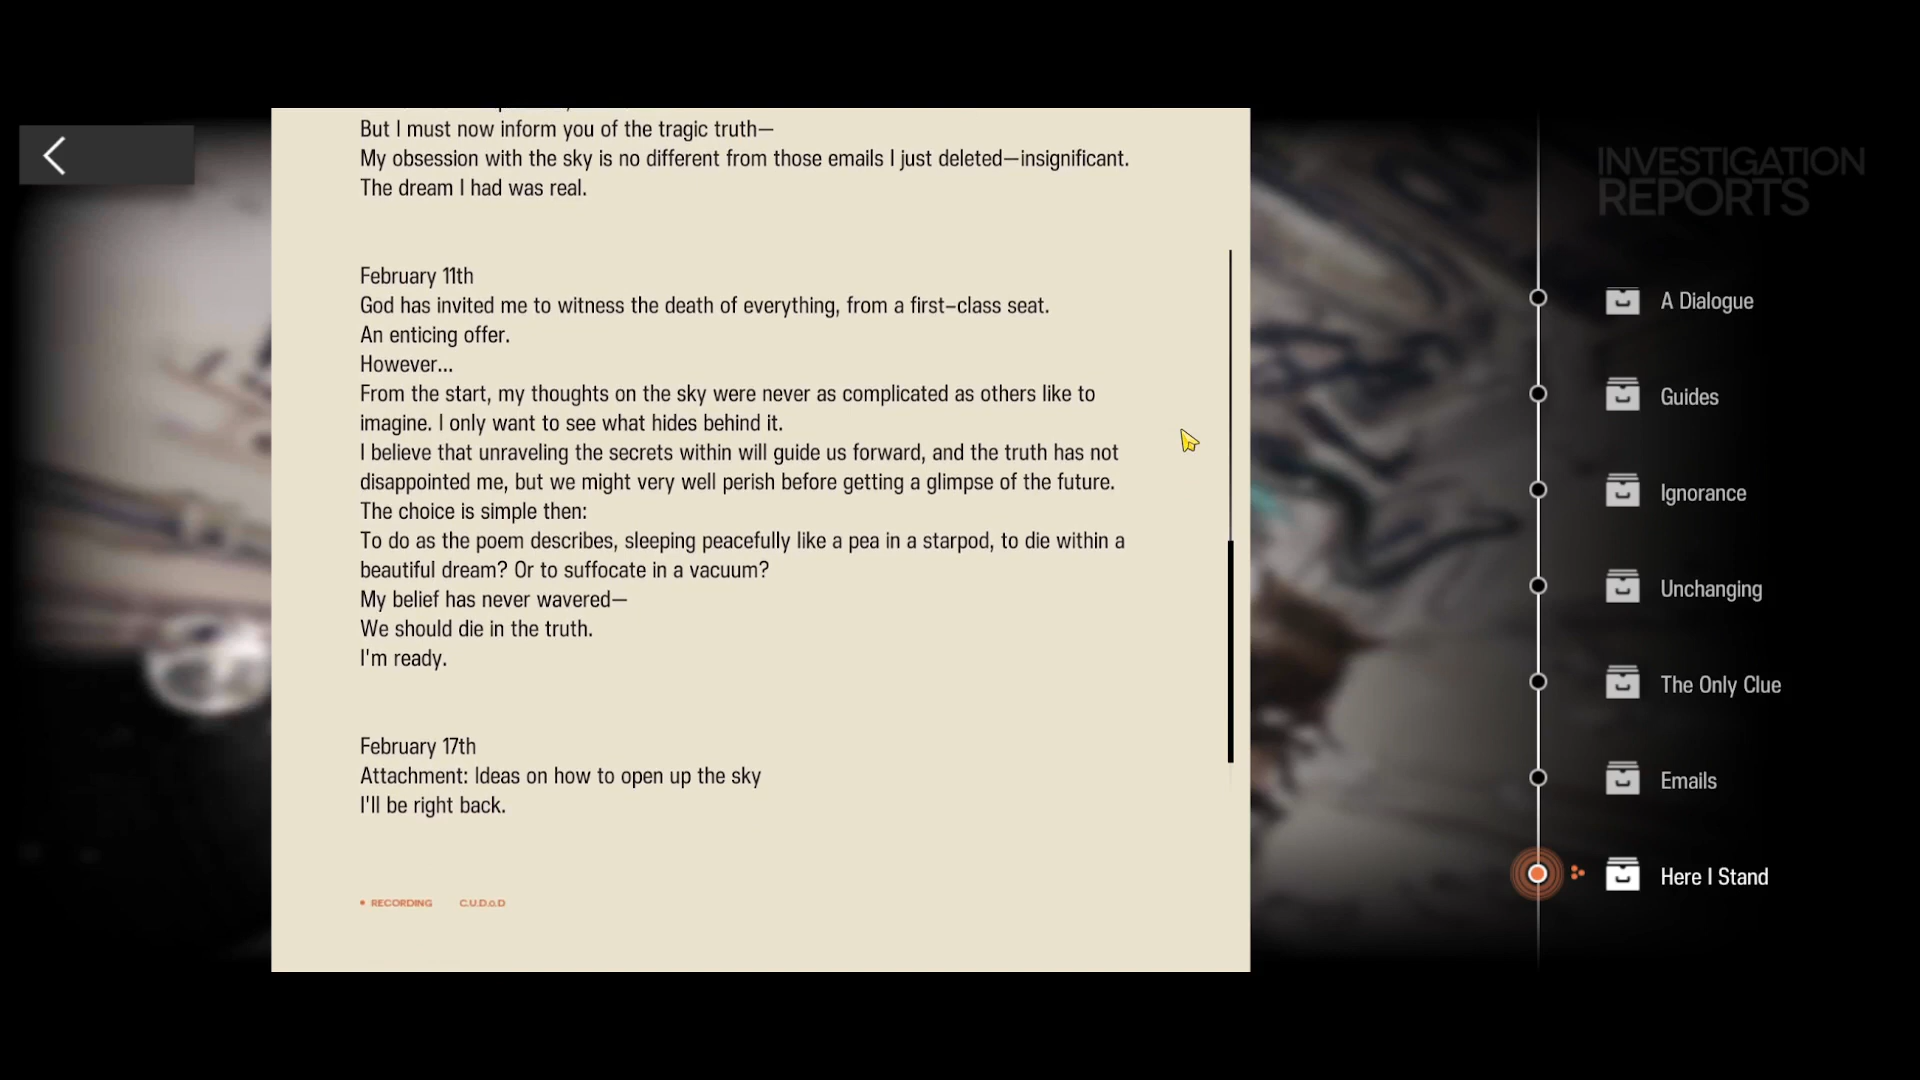 But I must now inform you of the tragic truth—
My obsession with the sky is no different from those emails I just deleted—insignificant.
The dream I had was real.
February 11th
God has invited me to witness the death of everything, from a first-class seat.
An enticing offer.
However...
From the start, my thoughts on the sky were never as complicated as others like to
imagine. I only want to see what hides behind it.
I believe that unraveling the secrets within will guide us forward, and the truth has not
disappointed me, but we might very well perish before getting a glimpse of the future.
The choice is simple then:
To do as the poem describes, sleeping peacefully like a pea in a starpod, to die within a
beautiful dream? Or to suffocate in a vacuum?
My belief has never wavered—
We should die in the truth.
I'm ready.
February 17th
Attachment: Ideas on how to open up the sky
I'll be right back.
RECORDING C.U.D.o.D
INVESTIGATION
REPORTS
A Dialogue
Guides
Ignorance
Unchanging
The Only Clue
Emails
Here I Stand